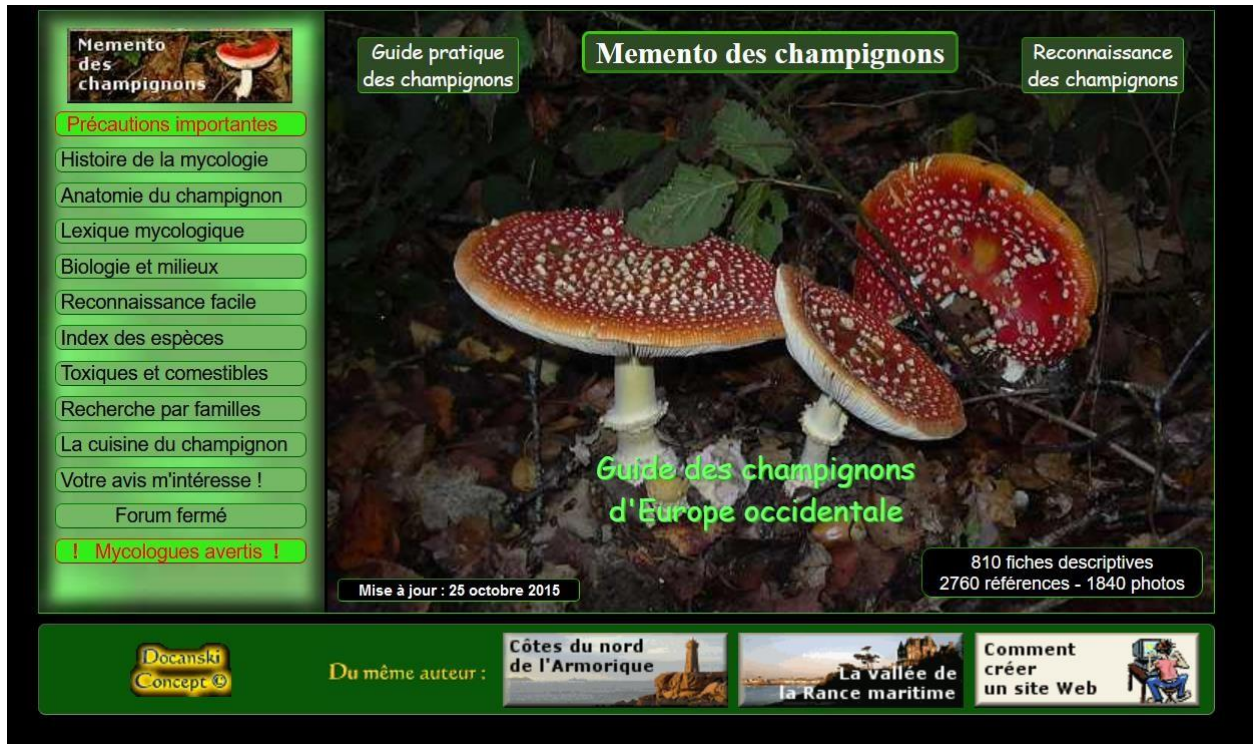 Memento
des
champignons
Précautions importantes
Histoire de la mycologie
Anatomie du champignon
Lexique mycologique
Biologie et milieux
Reconnaissance facile
Index des espèces
Toxiques et comestibles
Recherche par familles
La cuisine du champignon
Votre avis m'intéresse !
Forum fermé
! Mycologues avertis !
Guide pratique
des champignons
Memento des champignons
Reconnaissance
des champignons
Guide des champignons
d'Europe occidentale
Mise à jour : 25 octobre 2015
810 fiches descriptives
2760 références - 1840 photos
Docanski
Concept ©
Du même auteur :
Côtes du nord
de l'Armorique
La vallée de
la Rance maritime
Comment
créer
un site Web